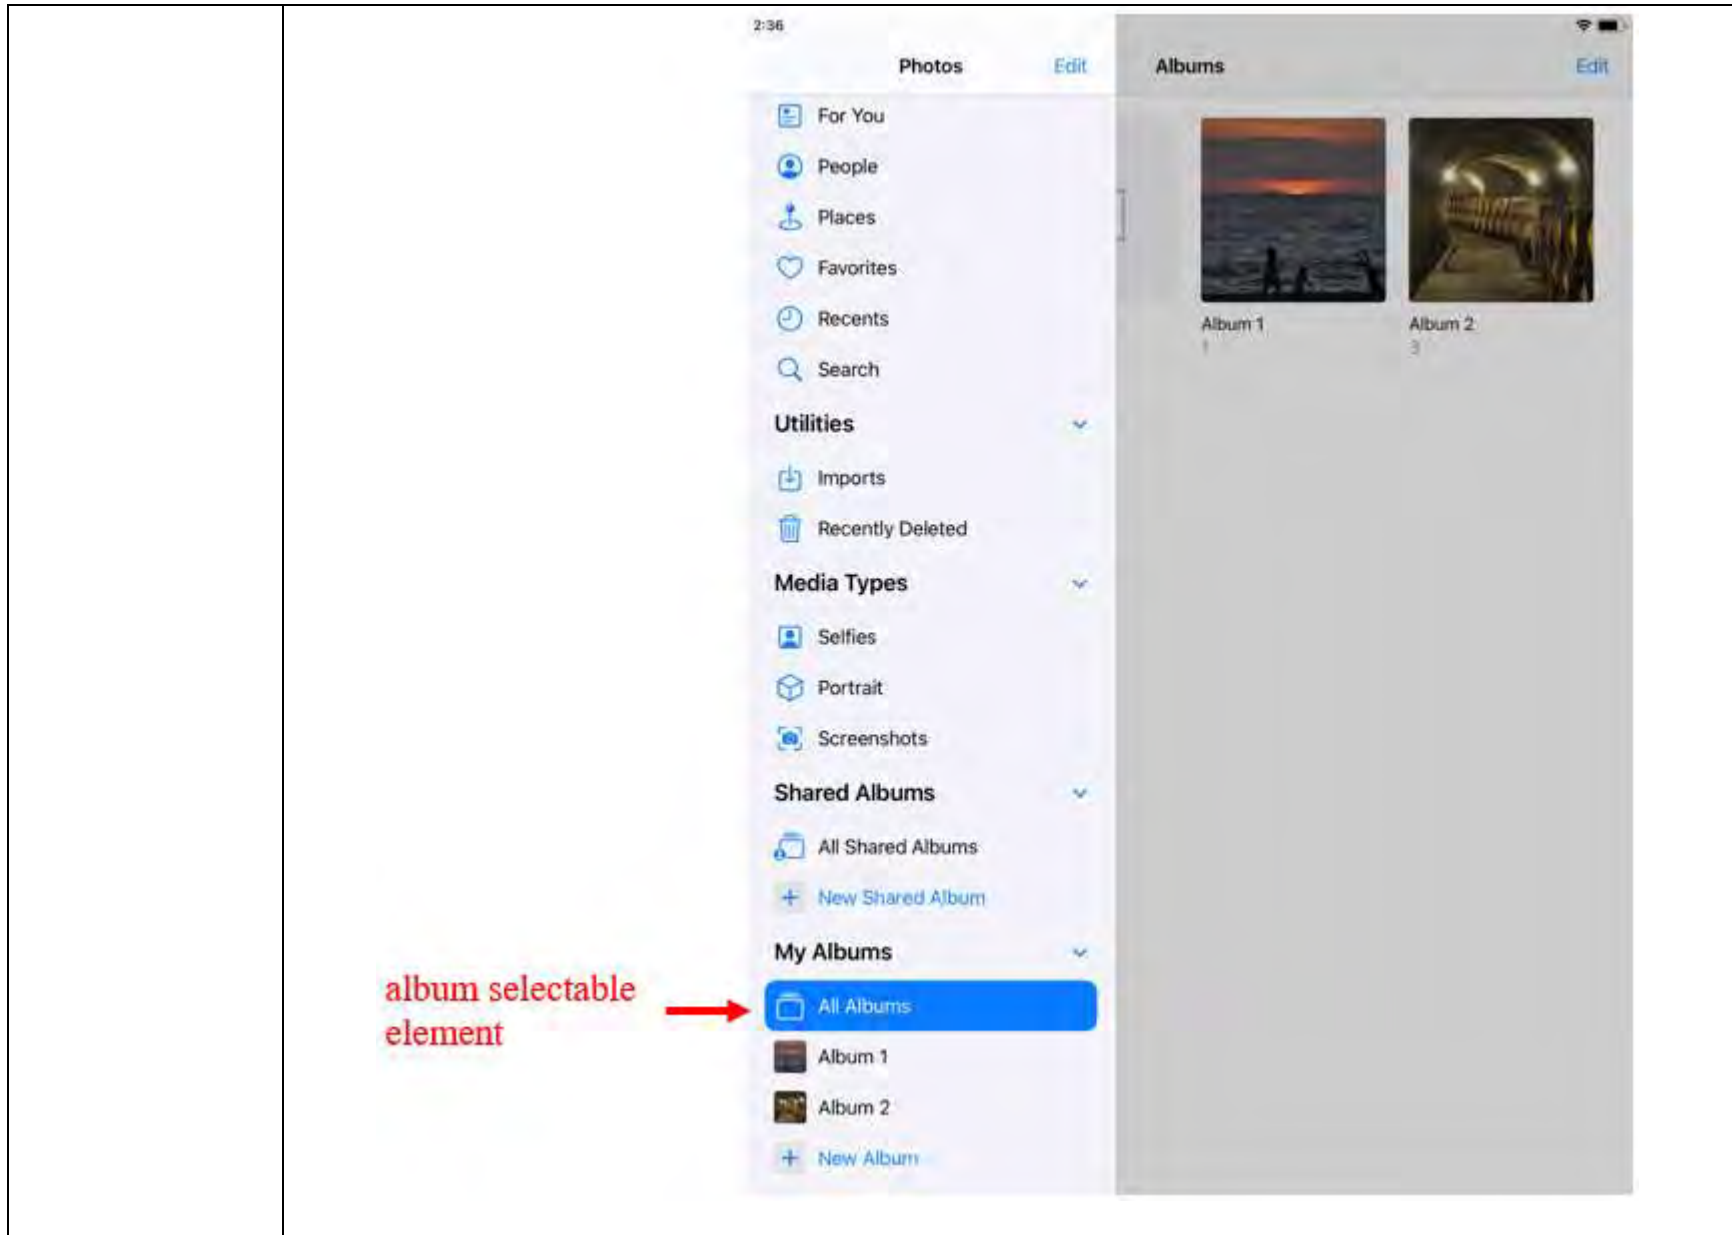 2:36
Photos Edit
For You
People
Places
Favorites
Recents
Search
Utilities
Imports
Recently Deleted
Media Types
Selfies
Portrait
Screenshots
Shared Albums
All Shared Albums
New Shared Album
My Albums
All Albums
Album 1
Album 2
New Album
Albums Edit
Album 1 Album 2
1 3
album selectable
element